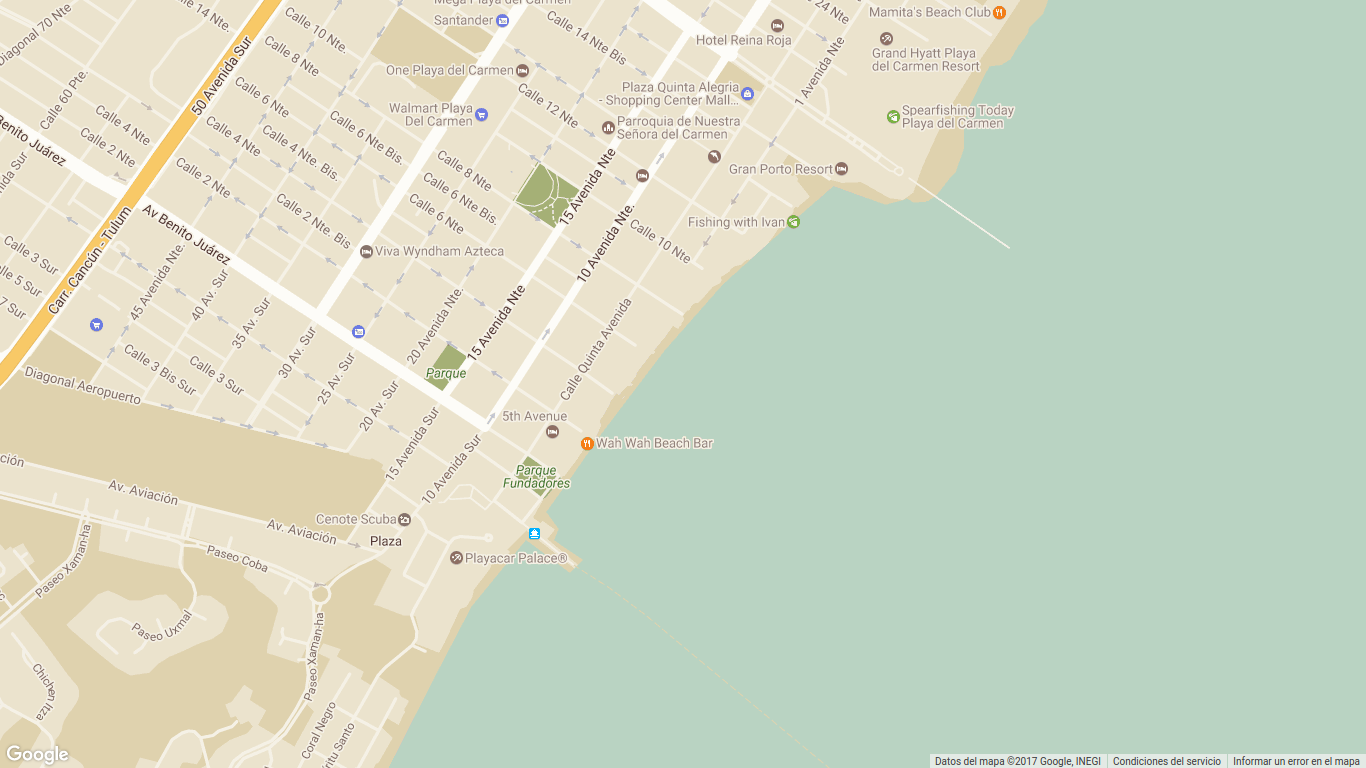 Mega Playa del Carmen
Santander
24 Nte
Mamita's Beach Club
Diagonal 70 Nte
Calle 14 Nte.
Calle 10 Nte.
14 Nte Bis
Hotel Reina Roja
Grand Hyatt Playa
del Carmen Resort
50 Avenida Sur
Calle 8 Nte
One Playa del Carmen
1 Avenida Nte
Calle 60 Pte.
Calle 6 Nte
Plaza Quinta Alegria
- Shopping Center Mall...
Walmart Playa
Del Carmen
Calle 12 Nte
Spearfishing Today
Playa del Carmen
Calle 4 Nte
Calle 4 Nte
Calle 6 Nte Bis.
Parroquia de Nuestra
Señora del Carmen
Benito Juárez
Calle 2 Nte
Calle 4 Nte. Bis.
Calle 8 Nte
Gran Porto Resort
Avenida Sur
Calle 2 Nte
Calle 6 Nte Bis.
15 Avenida Nte
Calle 2 Nte. Bis
Calle 6 Nte
10 Avenida Nte.
Calle 10 Nte
Fishing with Ivan
Av Benito Juárez
Viva Wyndham Azteca
Calle 3 Sur
Carr. Cancún - Tulum
Calle 5 Sur
7 Sur
45 Avenida Nte.
40 Av. Sur
35 Av. Sur
30 Av. Sur
20 Avenida Nte.
15 Avenida Nte
Calle Quinta Avenida
Calle 3 Bis Sur
Calle 3 Sur
25 Av. Sur
Parque
Diagonal Aeropuerto
20 Av. Sur
15 Avenida Sur
5th Avenue
Wah Wah Beach Bar
10 Avenida Sur
Parque
Fundadores
ción
Av. Aviación
Av. Aviación
Cenote Scuba
Plaza
Paseo Xaman-ha
Paseo Coba
Playacar Palace®
Paseo Uxmal
Paseo Xaman-ha
Chichen Itza
Coral Negro
ritu Santo
Google
Datos del mapa ©2017 Google, INEGI
Condiciones del servicio
Informar un error en el mapa